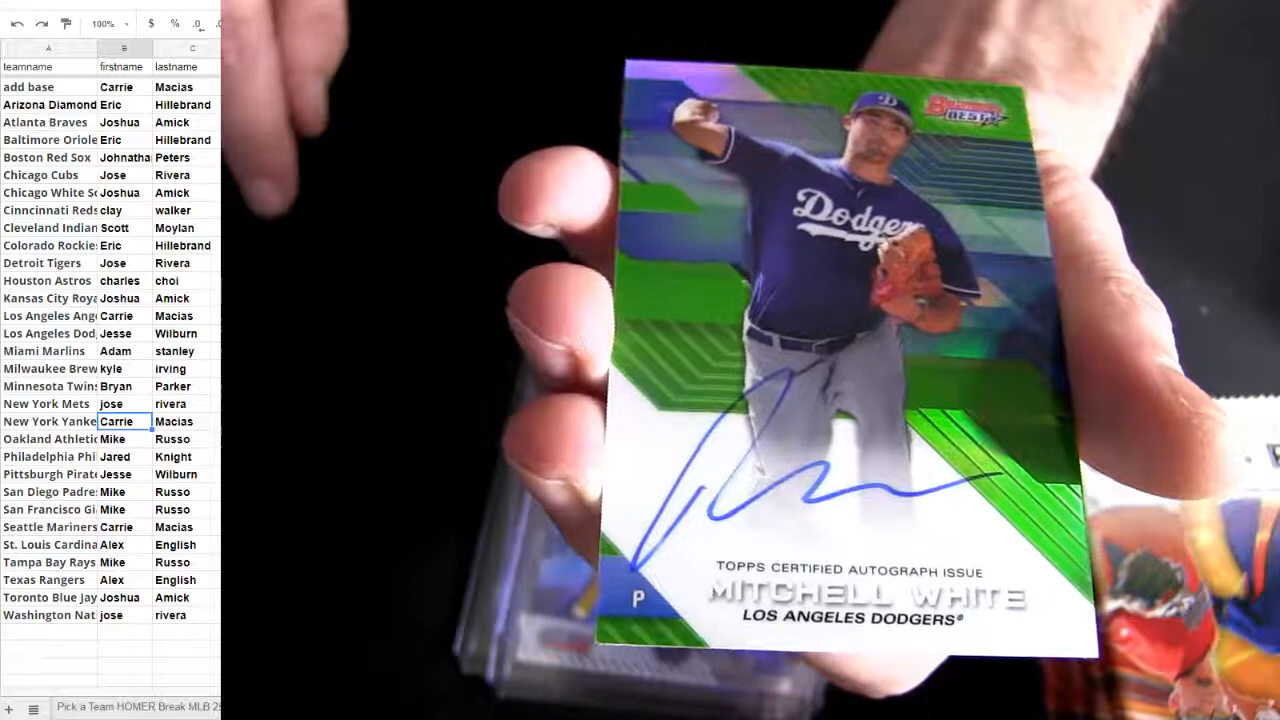 100% $ % .0
A B C
teamname firstname lastname
add base Carrie Macias
Arizona Diamond Eric Hillebrand
Atlanta Braves Joshua Amick
Baltimore Oriole Eric Hillebrand
Boston Red Sox Johnatha Peters
Chicago Cubs Jose Rivera
Chicago White So Joshua Amick
Cinncinnati Reds clay walker
Cleveland Indian Scott Moylan
Colorado Rockie Eric Hillebrand
Detroit Tigers Jose Rivera
Houston Astros charles choi
Kansas City Roya Joshua Amick
Los Angeles Ang Carrie Macias
Los Angeles Dod Jesse Wilburn
Miami Marlins Adam stanley
Milwaukee Brew kyle irving
Minnesota Twin Bryan Parker
New York Mets jose rivera
New York Yanke Carrie Macias
Oakland Athletic Mike Russo
Philadelphia Phi Jared Knight
Pittsburgh Pirate Jesse Wilburn
San Diego Padre Mike Russo
San Francisco Gi Mike Russo
Seattle Mariners Carrie Macias
St. Louis Cardina Alex English
Tampa Bay Rays Mike Russo
Texas Rangers Alex English
Toronto Blue Jay Joshua Amick
Washington Nat jose rivera
Pick a Team HOMER Break MLB 2
D
BOWMAN'S
BEST
Dodgers
TOPPS CERTIFIED AUTOGRAPH ISSUE
P MITCHELL WHITE
LOS ANGELES DODGERS®